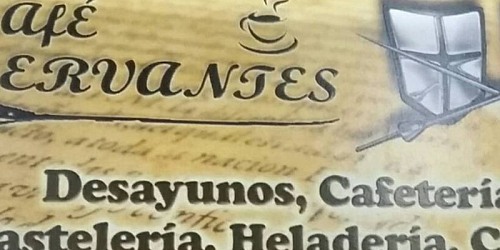 afÉ
ERVANTES
Desayunos, Cafetería
astelería, Heladería,